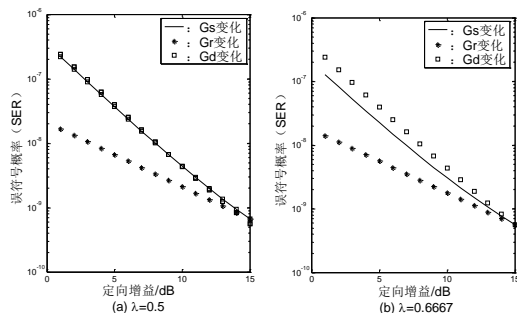 误符号概率（SER）
10-5
10-6
10-7
10-8
10-9
10-10
0 5 10 15
定向增益/dB
(a) λ=0.5
：Gs变化
：Gr变化
：Gd变化
误符号概率（SER）
10-6
10-7
10-8
10-9
10-10
0 5 10 15
定向增益/dB
(b) λ=0.6667
：Gs变化
：Gr变化
：Gd变化